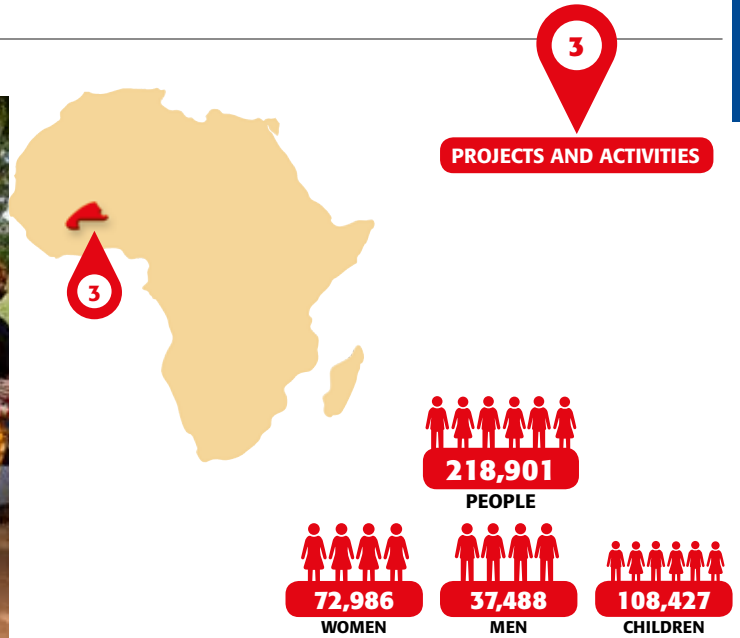 3
PROJECTS AND ACTIVITIES
3
218,901
PEOPLE
72,986
WOMEN
37,488
MEN
108,427
CHILDREN